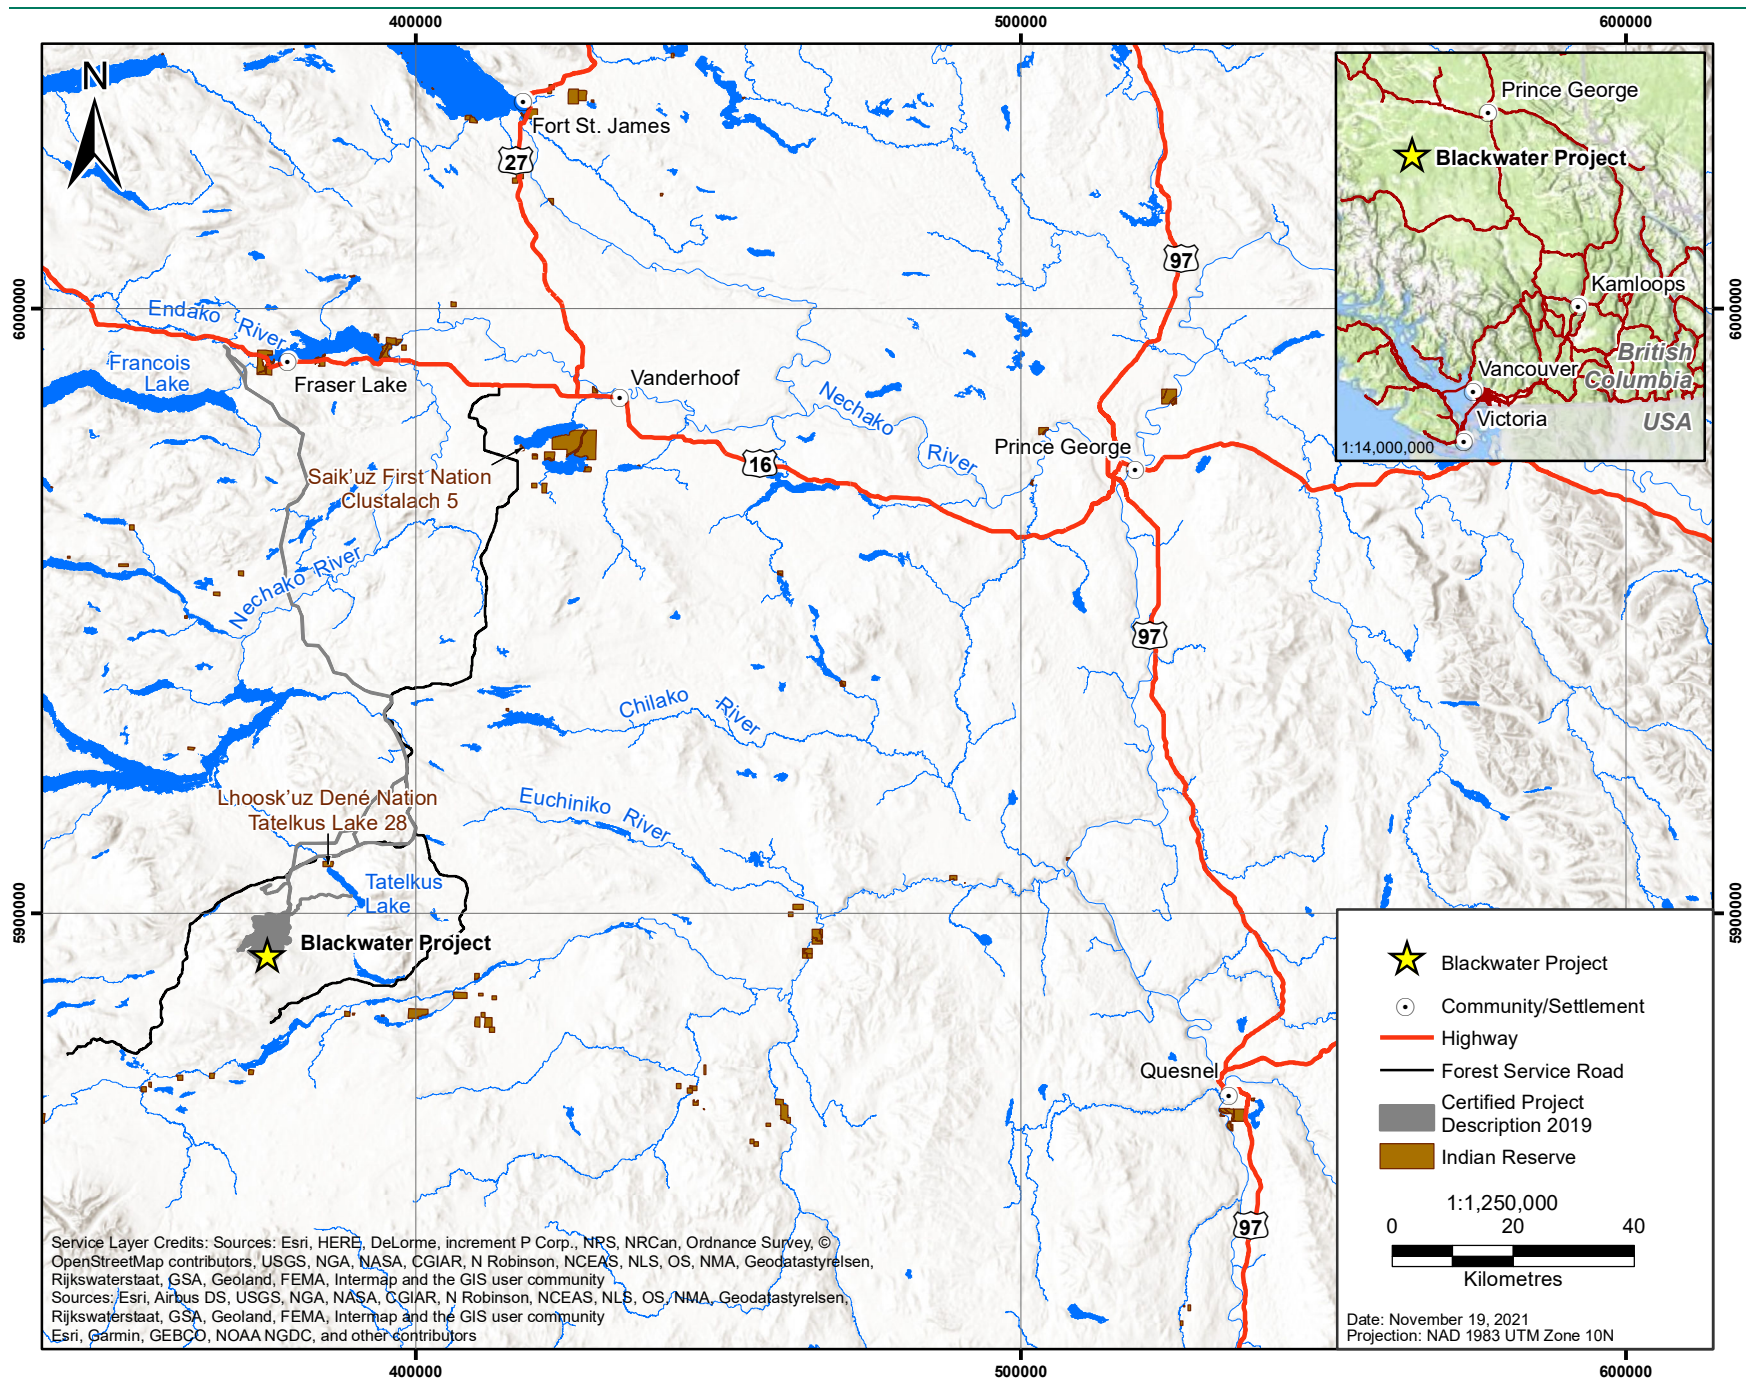 400000
500000
600000
N
Fort St. James
27
97
Prince George
Blackwater Project
Kamloops
British
Columbia
Vancouver
Victoria
USA
1:14,000,000
6000000
6000000
Endako River
Francois
Lake
Fraser Lake
Vanderhoof
Nechako River
Prince George
16
Saik'uz First Nation
Clustalach 5
Nechako River
97
Chilako River
Lhoosk'uz Dené Nation
Tatelkus Lake 28
Euchiniko River
Tatelkus
Lake
5900000
5900000
Blackwater Project
Quesnel
97
Blackwater Project
Community/Settlement
Highway
Forest Service Road
Certified Project
Description 2019
Indian Reserve
1:1,250,000
0 20 40
Kilometres
Date: November 19, 2021
Projection: NAD 1983 UTM Zone 10N
Service Layer Credits: Sources: Esri, HERE, DeLorme, increment P Corp., NPS, NRCan, Ordnance Survey, ©
OpenStreetMap contributors, USGS, NGA, NASA, CGIAR, N Robinson, NCEAS, NLS, OS, NMA, Geodatastyrelsen,
Rijkswaterstaat, GSA, Geoland, FEMA, Intermap and the GIS user community
Sources: Esri, Airbus DS, USGS, NGA, NASA, CGIAR, N Robinson, NCEAS, NLS, OS, NMA, Geodatastyrelsen,
Rijkswaterstaat, GSA, Geoland, FEMA, Intermap and the GIS user community
Esri, Garmin, GEBCO, NOAA NGDC, and other contributors
400000
500000
600000